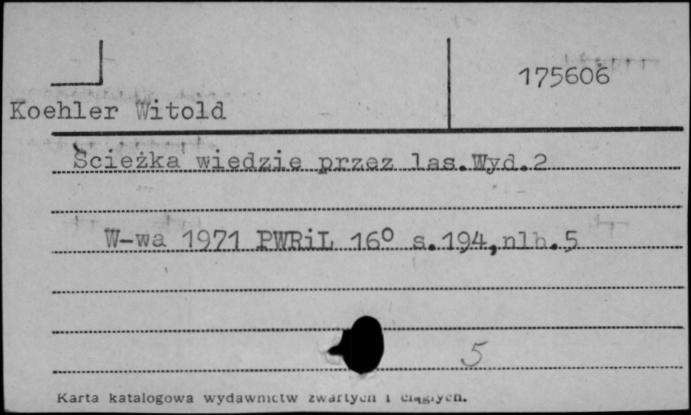 175606
Koehler Witold
Ścieżka wiedzie przez las.Wyd.2
W-wa 1971 PWRiL 16° s.194,nlb.5
5
Karta katalogowa wydawnictw zwartych i ciągłych.